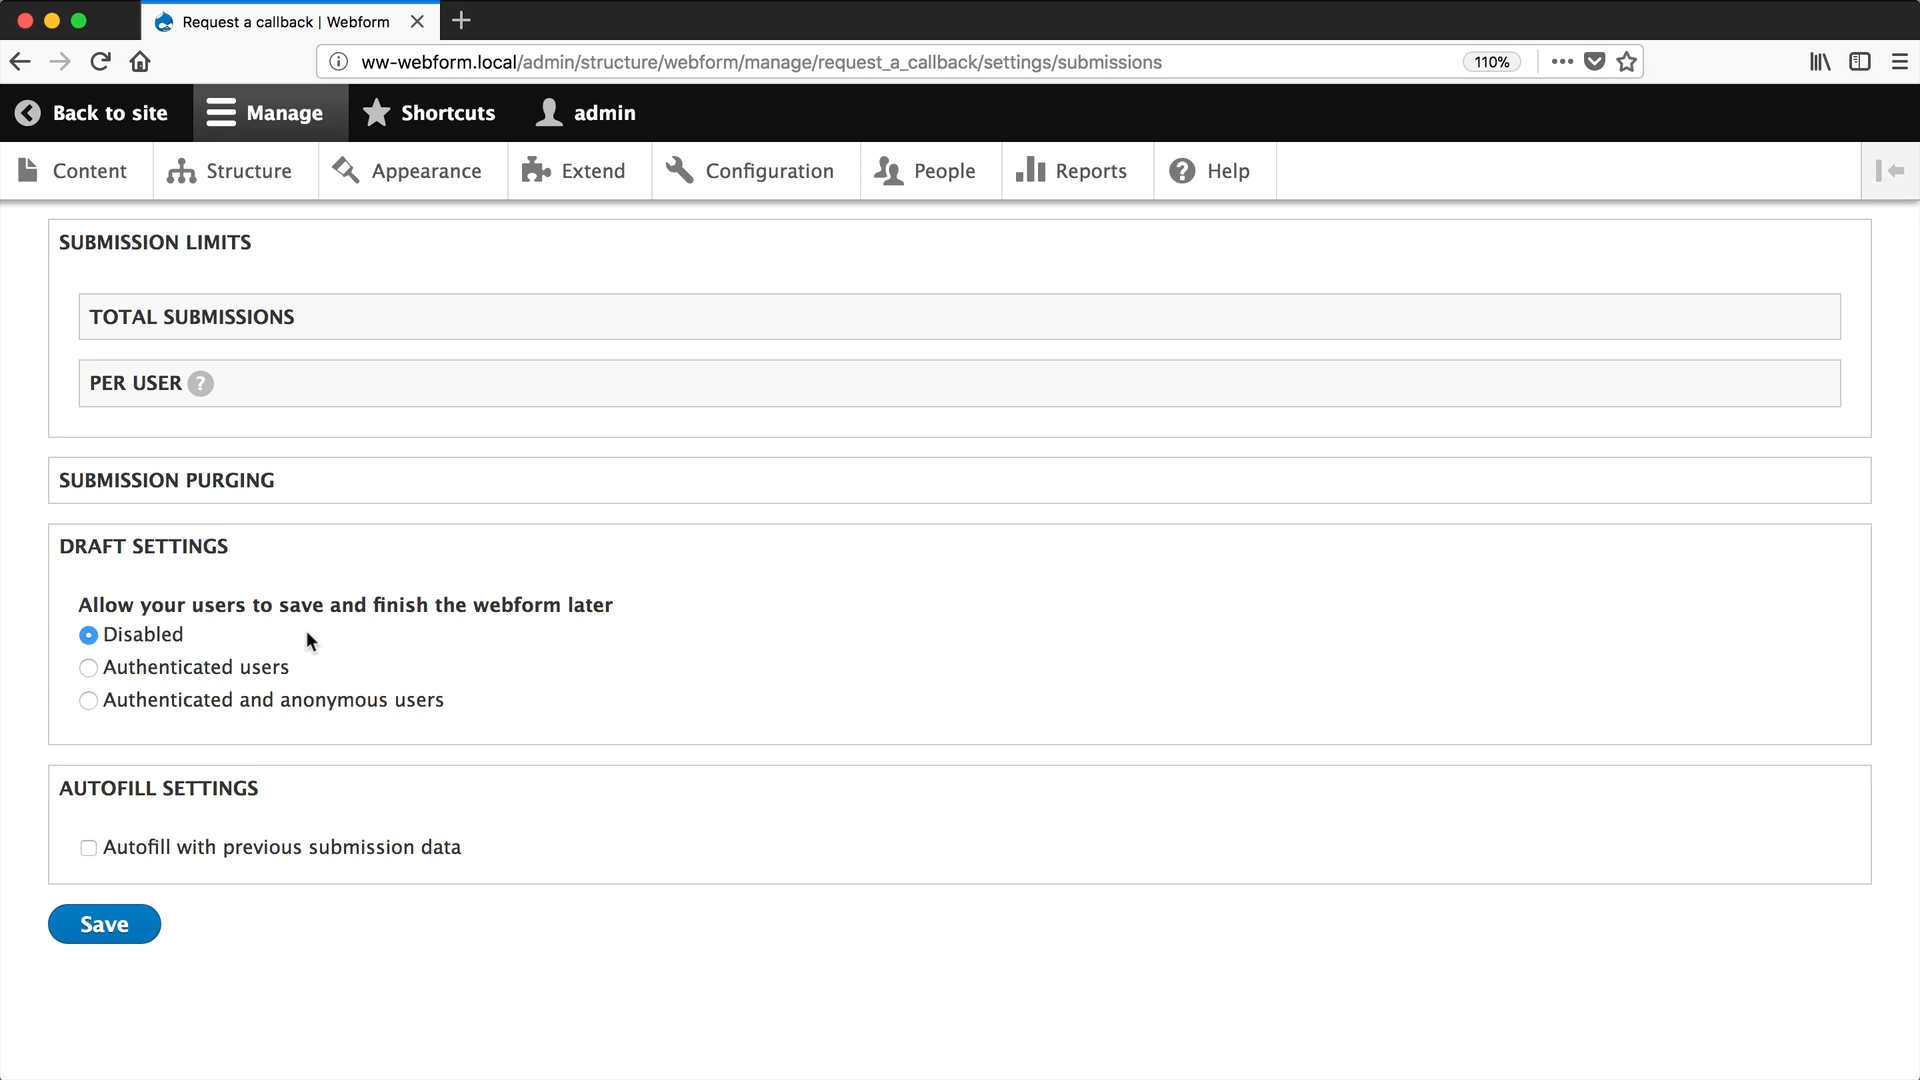 Request a callback | Webform
ww-webform.local/admin/structure/webform/manage/request_a_callback/settings/submissions
110%
Back to site
Manage
Shortcuts
admin
Content
Structure
Appearance
Extend
Configuration
People
Reports
Help
SUBMISSION LIMITS
TOTAL SUBMISSIONS
PER USER ?
SUBMISSION PURGING
DRAFT SETTINGS
Allow your users to save and finish the webform later
Disabled
Authenticated users
Authenticated and anonymous users
AUTOFILL SETTINGS
Autofill with previous submission data
Save